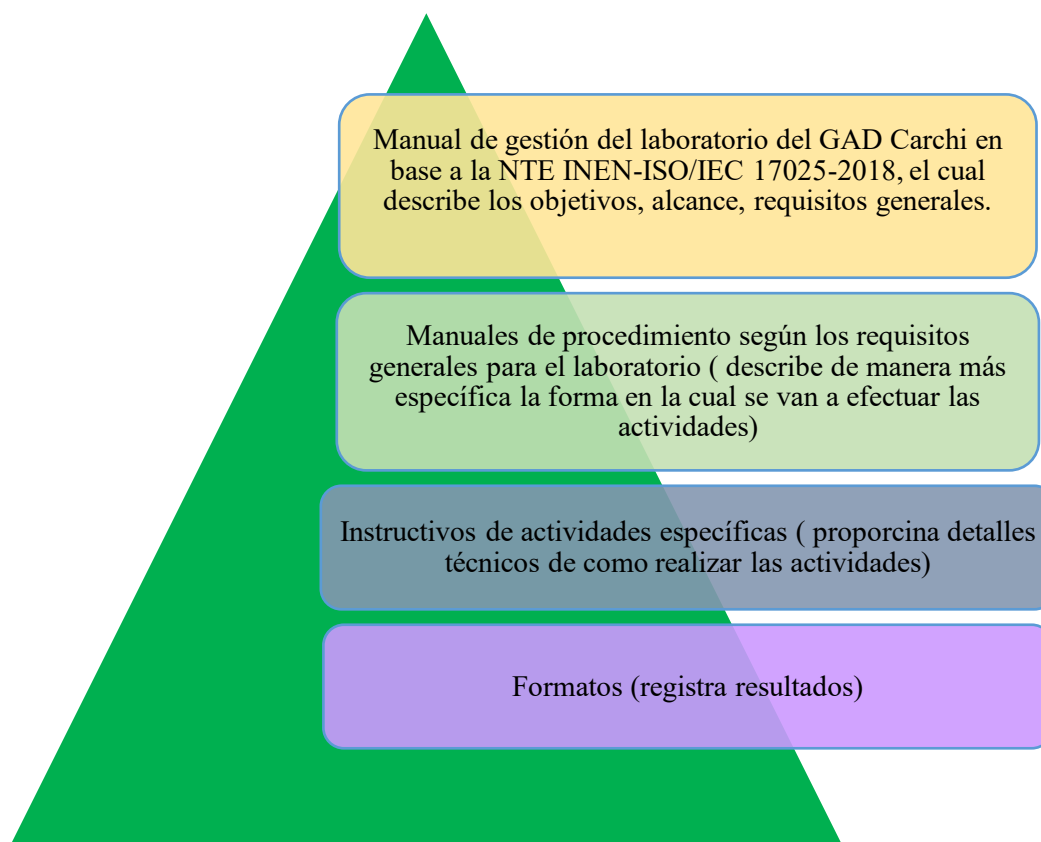 Manual de gestión del laboratorio del GAD Carchi en
base a la NTE INEN-ISO/IEC 17025-2018, el cual
describe los objetivos, alcance, requisitos generales.
Manuales de procedimiento según los requisitos
generales para el laboratorio ( describe de manera más
específica la forma en la cual se van a efectuar las
actividades)
Instructivos de actividades específicas ( proporcina detalles
técnicos de como realizar las actividades)
Formatos (registra resultados)